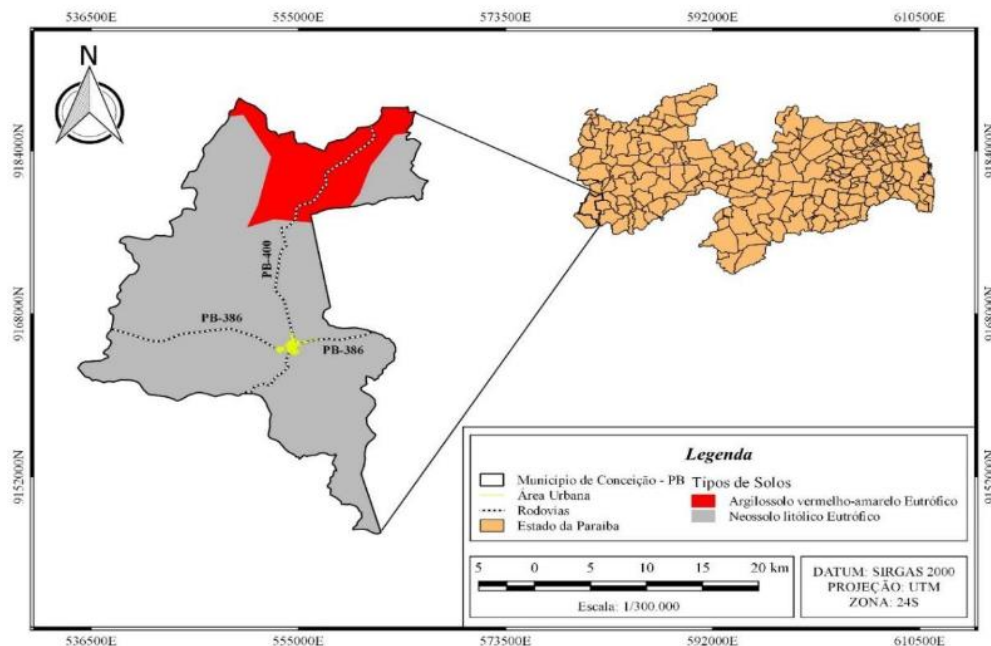 536500E 555000E 573500E 592000E 610500E
N
9184000N 9184000N
PB-400
9168000N 9168000N
PB-386
PB-386
9152000N 9152000N
Legenda
Município de Conceição - PB
Área Urbana
Rodovias
Estado da Paraíba
Tipos de Solos
Argilossolo vermelho-amarelo Eutrófico
Neossolo litólico Eutrófico
5 0 5 10 15 20 km
Escala: 1/300.000
DATUM: SIRGAS 2000
PROJEÇÃO: UTM
ZONA: 24S
536500E 555000E 573500E 592000E 610500E